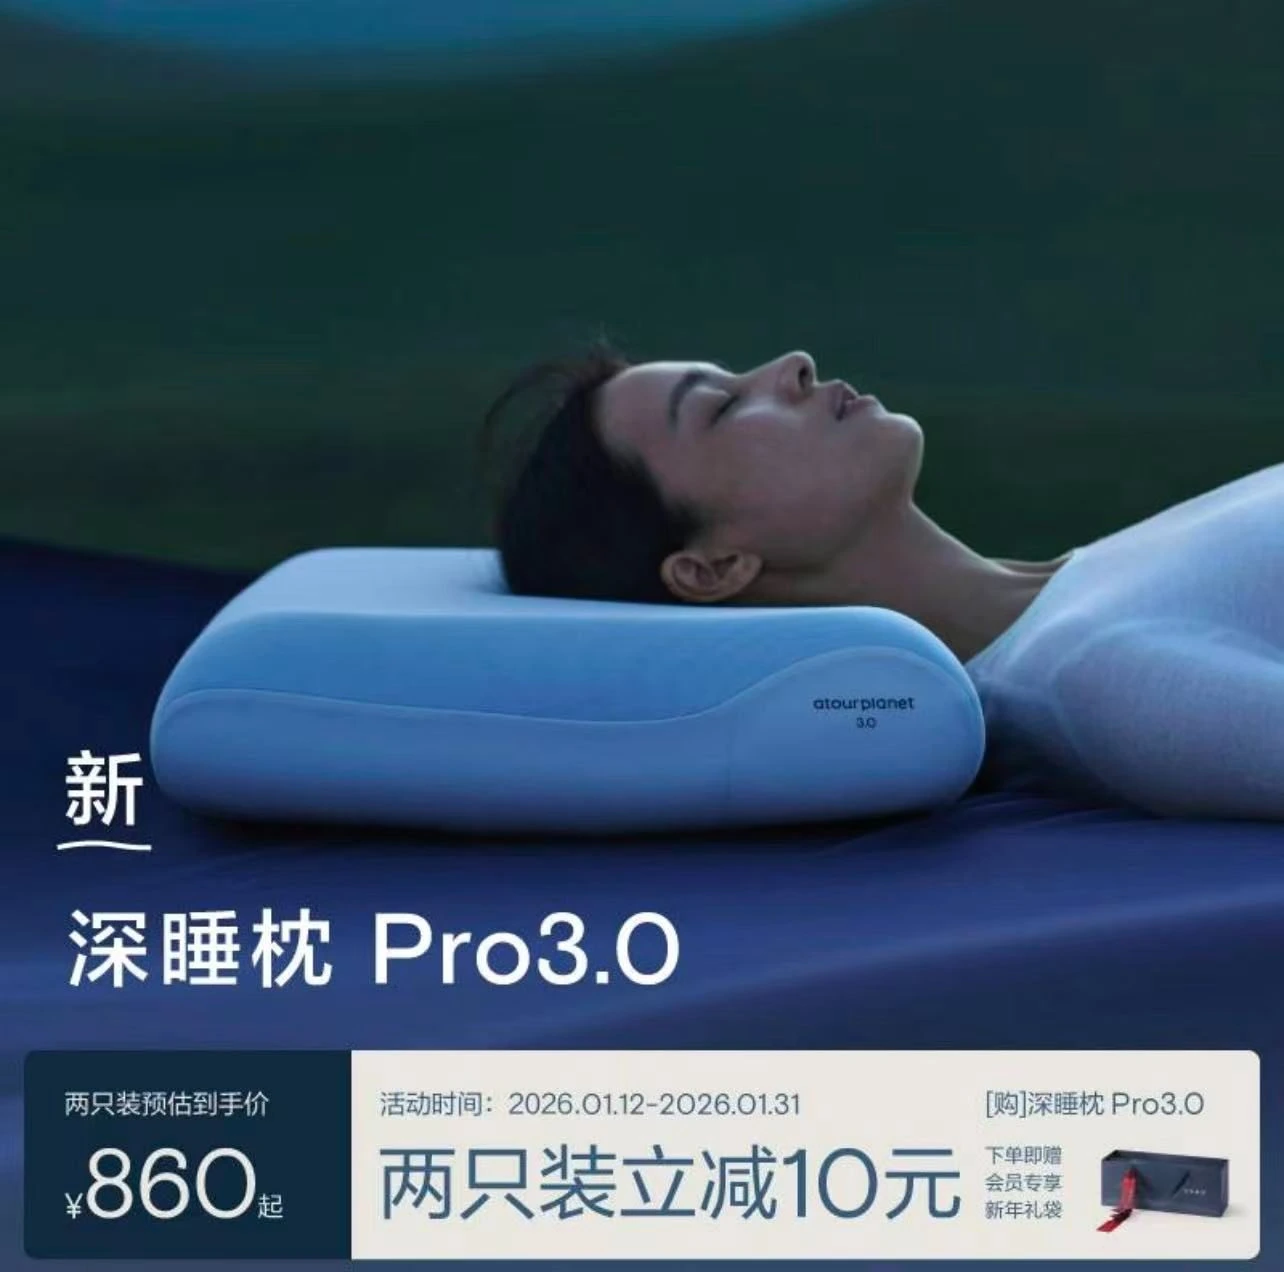 atourplanet
3.0
新
深睡枕 Pro3.0
两只装预估到手价
¥860起
活动时间：2026.01.12-2026.01.31
两只装立减10元
[购]深睡枕 Pro3.0
下单即赠
会员专享
新年礼袋